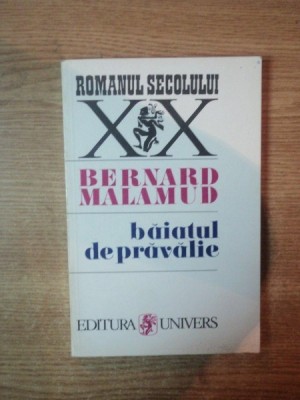 ROMANUL SECOLULUI
XX
BERNARD
MALAMUD
băiatul
de prăvălie
EDITURA UNIVERS